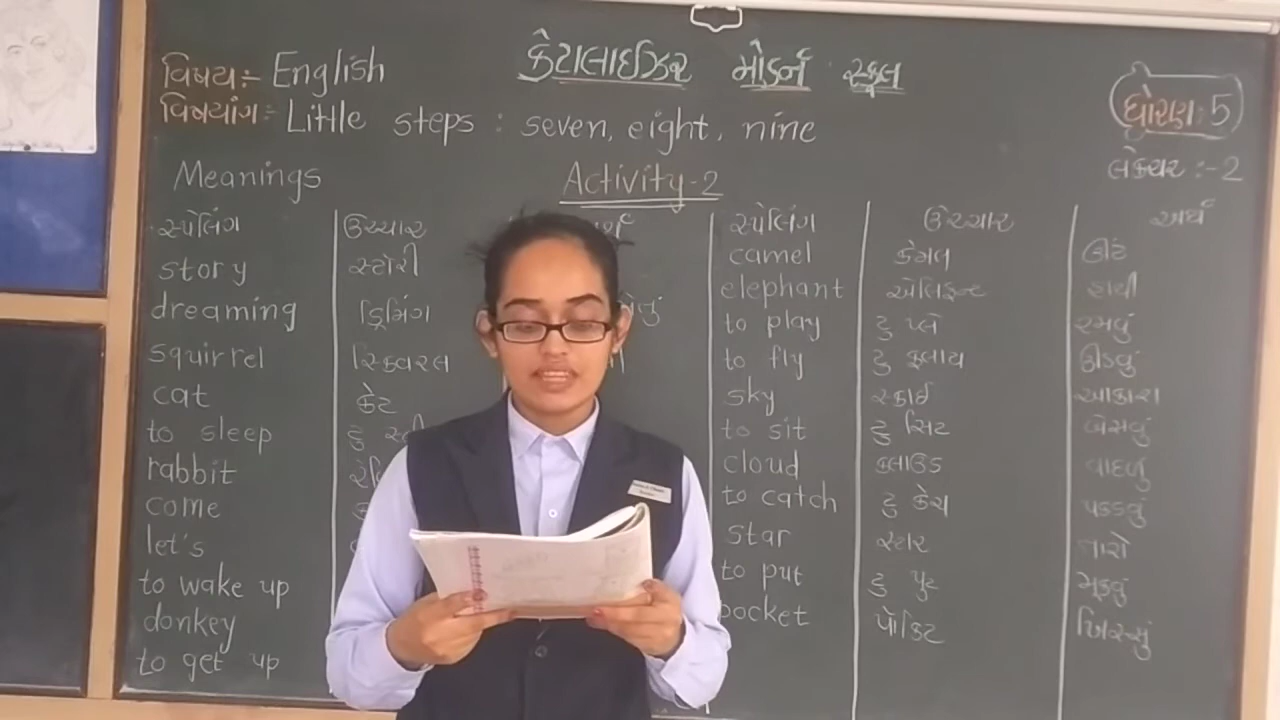 વિષય:- English
કેટાલાઈઝર મોડર્ન સ્કૂલ
વિષયાંગ:- Little steps : seven, eight, nine
ધોરણ:5
લેક્ચર :-2
Meanings
Activity-2
સ્પેલિંગ ઉચ્ચાર અર્થ સ્પેલિંગ ઉચ્ચાર અર્થ
story સ્ટોરી camel કેમલ ઊંટ
dreaming ડ્રિમિંગ elephant એલિફન્ટ હાથી
squirrel સ્કિવરલ to play ટુ પ્લે રમવું
cat કેટ to fly ટુ ફ્લાય ઊડવું
to sleep ટુ sky સ્કાઈ આકાશ
rabbit to sit ટુ સિટ બેસવું
come cloud ક્લાઉડ વાદળું
let's to catch ટુ કેચ પકડવું
to wake up star સ્ટાર તારો
donkey to put ટુ પુટ મૂકવું
to get up pocket પોકિટ ખિસ્સું